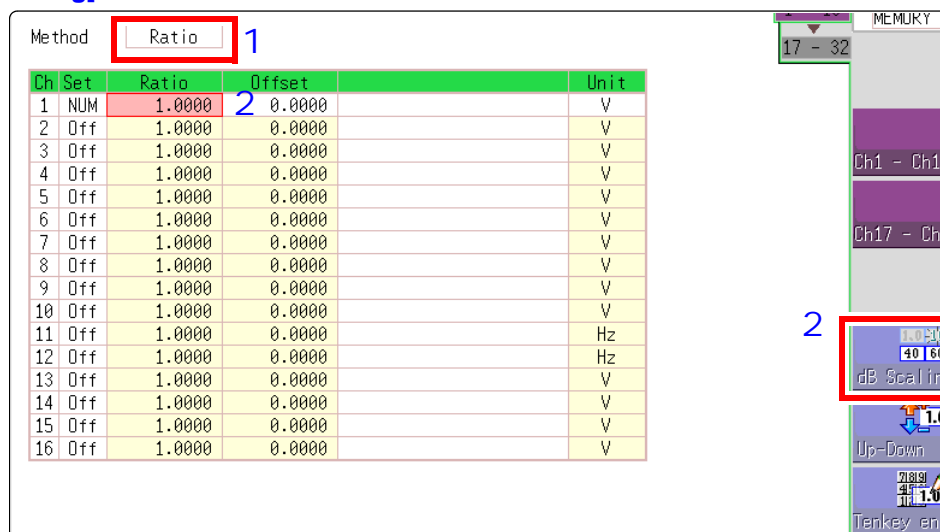 Method Ratio 1
17 - 32
MEMORY
Ch Set Ratio Offset Unit
1 NUM 1.0000 2 0.0000 V
2 Off 1.0000 0.0000 V
3 Off 1.0000 0.0000 V
4 Off 1.0000 0.0000 V
5 Off 1.0000 0.0000 V
6 Off 1.0000 0.0000 V
7 Off 1.0000 0.0000 V
8 Off 1.0000 0.0000 V
9 Off 1.0000 0.0000 V
10 Off 1.0000 0.0000 V
11 Off 1.0000 0.0000 Hz
12 Off 1.0000 0.0000 Hz
13 Off 1.0000 0.0000 V
14 Off 1.0000 0.0000 V
15 Off 1.0000 0.0000 V
16 Off 1.0000 0.0000 V
Ch1 - Ch1
Ch17 - Ch
2
40 60
dB Scalin
Up-Down
Tenkey en